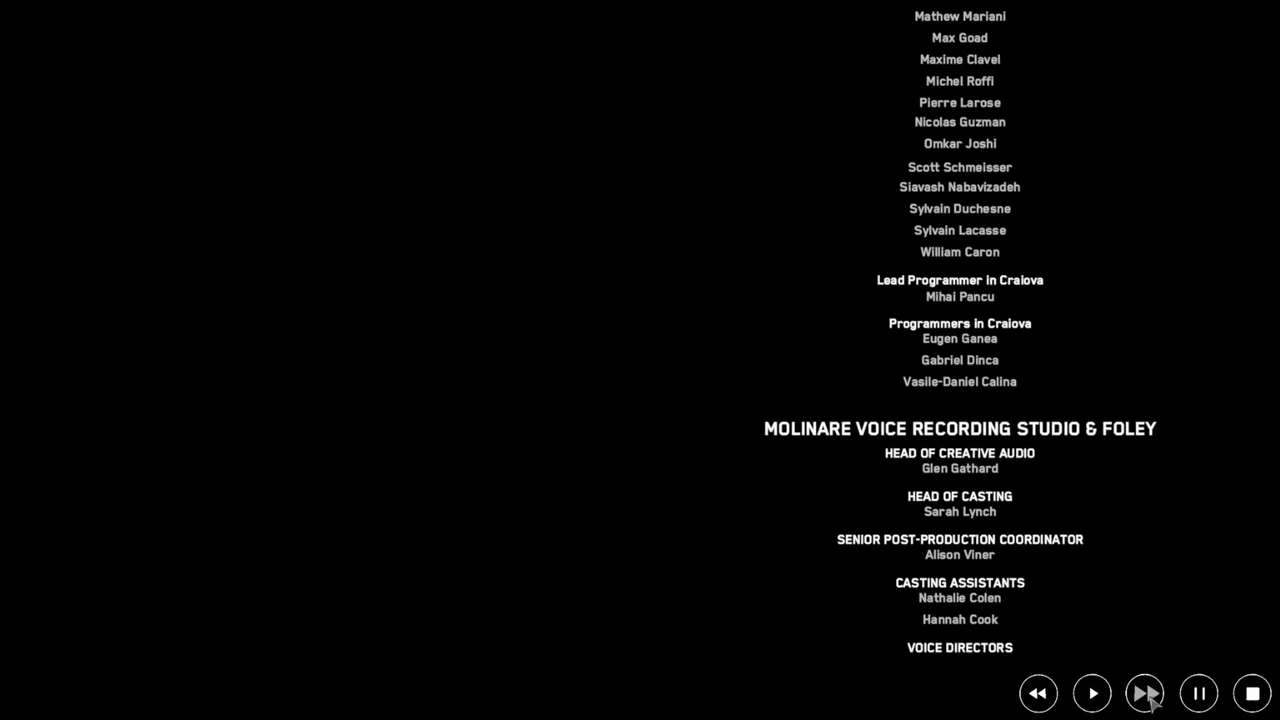 Mathew Mariani
Max Goad
Maxime Clavel
Michel Roffi
Pierre Larose
Nicolas Guzman
Omkar Joshi
Scott Schmeisser
Siavash Nabavizadeh
Sylvain Duchesne
Sylvain Lacasse
William Caron
Lead Programmer in Craiova
Mihai Pancu
Programmers in Craiova
Eugen Ganea
Gabriel Dinca
Vasile-Daniel Calina
MOLINARE VOICE RECORDING STUDIO & FOLEY
HEAD OF CREATIVE AUDIO
Glen Gathard
HEAD OF CASTING
Sarah Lynch
SENIOR POST-PRODUCTION COORDINATOR
Alison Viner
CASTING ASSISTANTS
Nathalie Colen
Hannah Cook
VOICE DIRECTORS